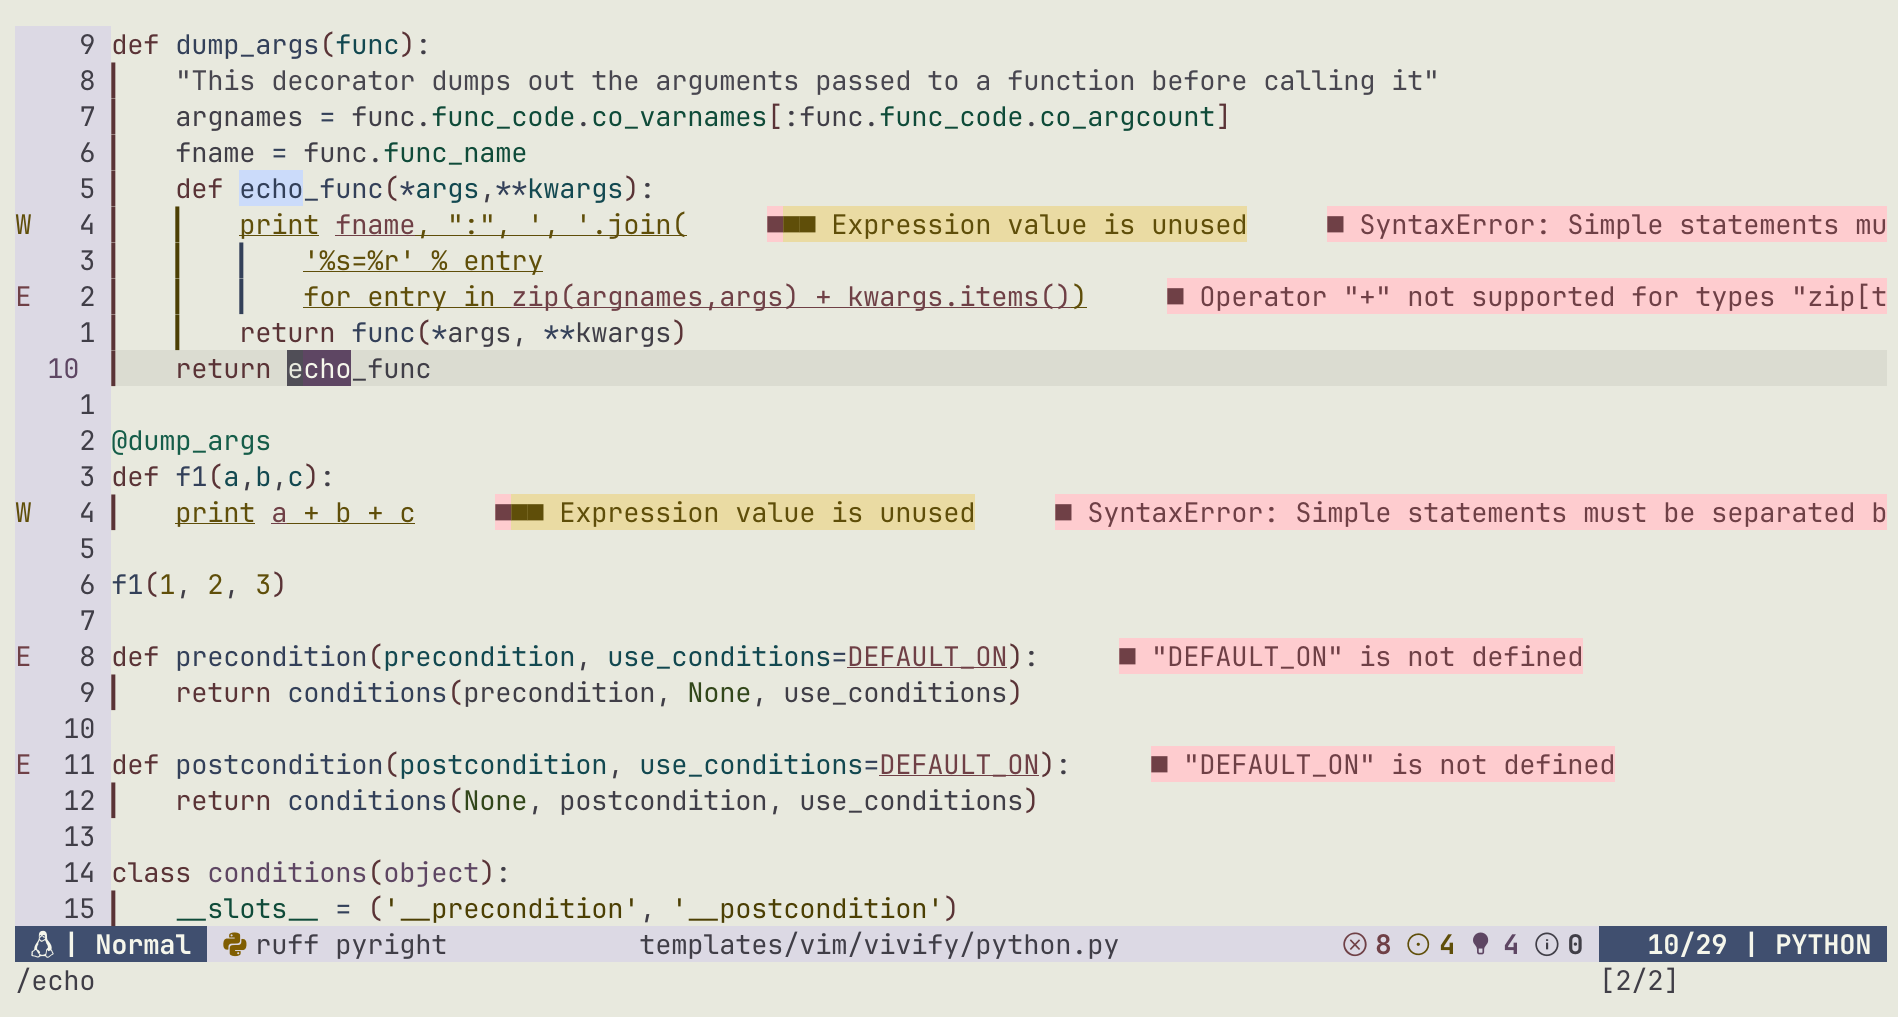 9 def dump_args(func):
8 "This decorator dumps out the arguments passed to a function before calling it"
7 argnames = func.func_code.co_varnames[:func.func_code.co_argcount]
6 fname = func.func_name
5 def echo_func(*args,**kwargs):
W 4 print fname, ":", ', '.join( ■■■ Expression value is unused ■ SyntaxError: Simple statements mu
3 '%s=%r' % entry
E 2 for entry in zip(argnames,args) + kwargs.items()) ■ Operator "+" not supported for types "zip[t
1 return func(*args, **kwargs)
10 return echo_func
1
2 @dump_args
3 def f1(a,b,c):
W 4 print a + b + c ■■■ Expression value is unused ■ SyntaxError: Simple statements must be separated b
5
6 f1(1, 2, 3)
7
E 8 def precondition(precondition, use_conditions=DEFAULT_ON): ■ "DEFAULT_ON" is not defined
9 return conditions(precondition, None, use_conditions)
10
E 11 def postcondition(postcondition, use_conditions=DEFAULT_ON): ■ "DEFAULT_ON" is not defined
12 return conditions(None, postcondition, use_conditions)
13
14 class conditions(object):
15 __slots__ = ('__precondition', '__postcondition')
| Normal ruff pyright templates/vim/vivify/python.py 8 4 4 0 10/29 | PYTHON
/echo [2/2]